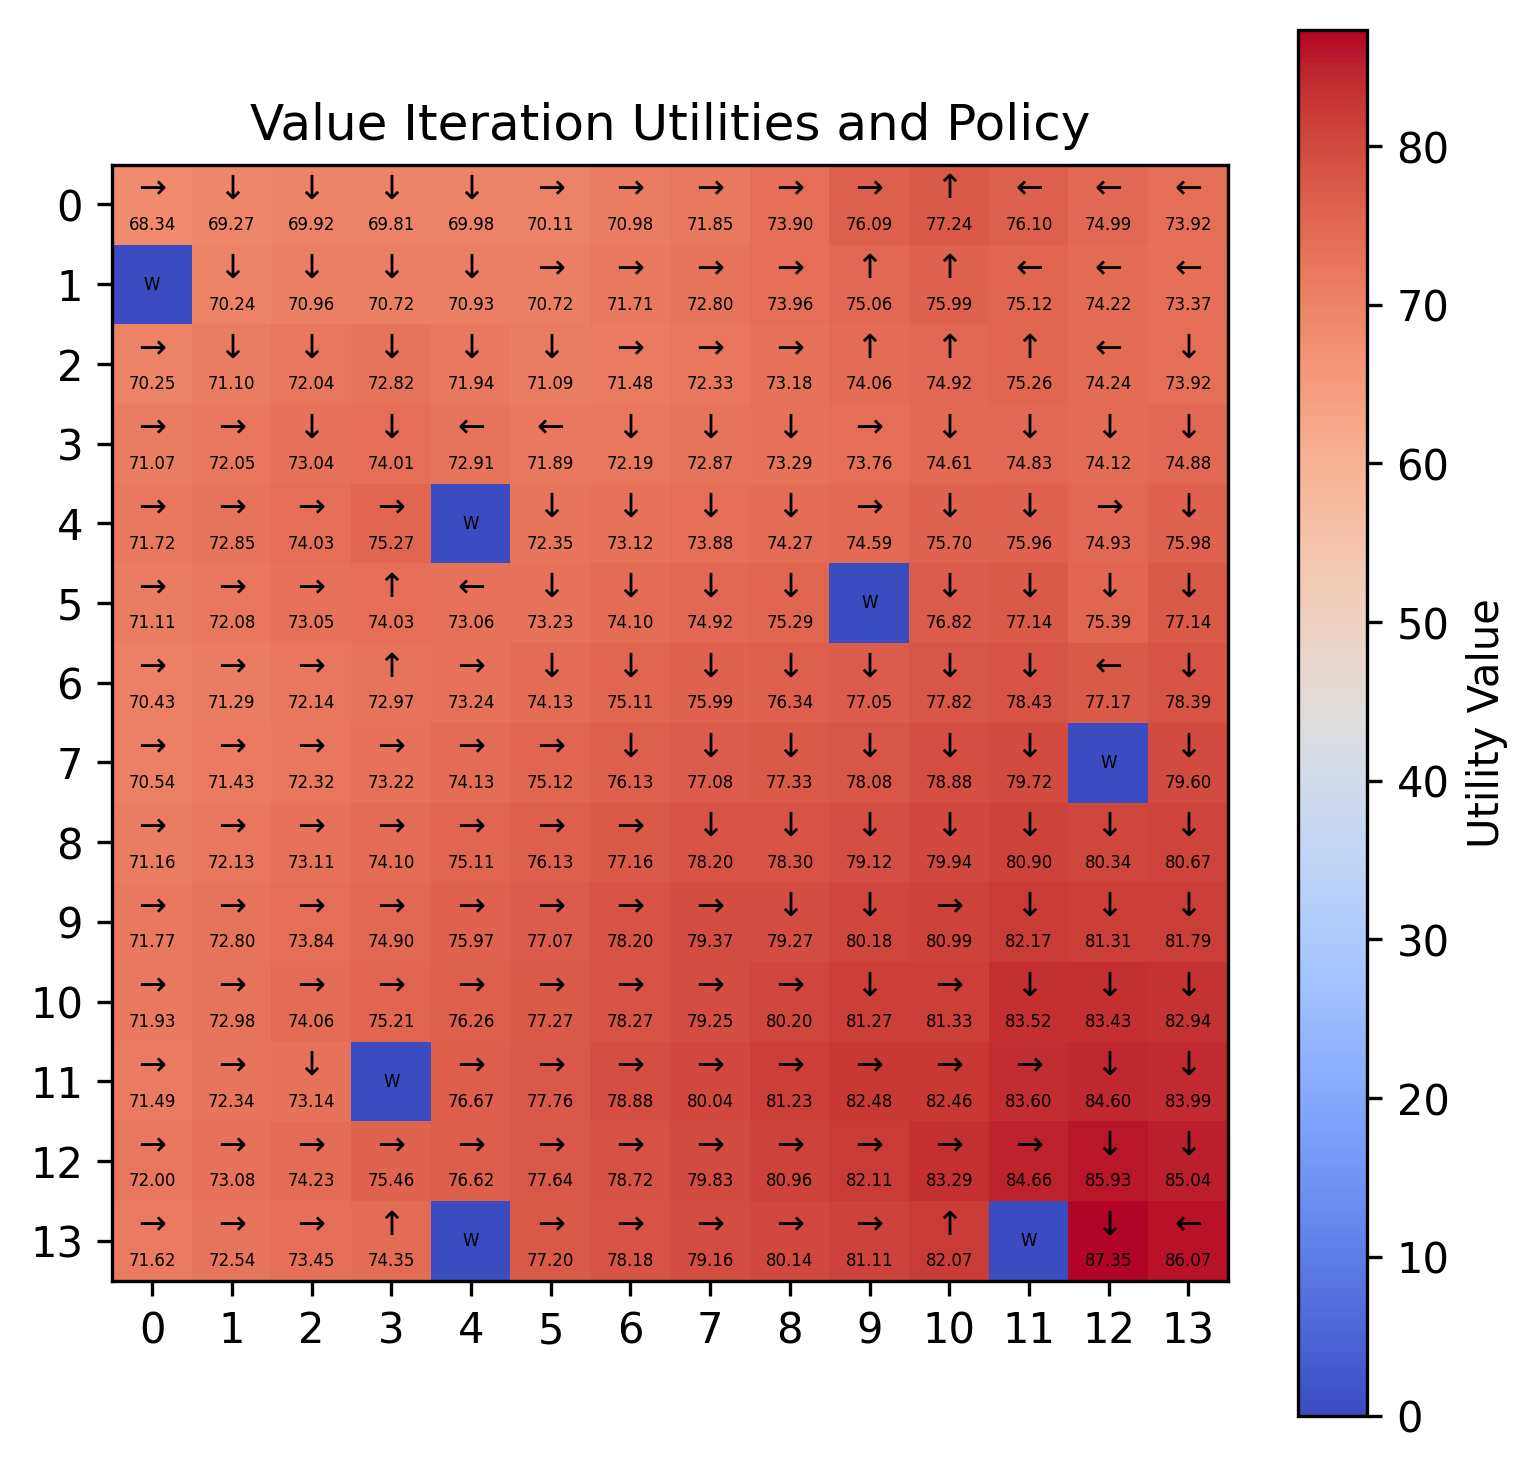 Value Iteration Utilities and Policy
0 → ↓ ↓ ↓ ↓ → → → → → ↑ ← ← ←
68.34 69.27 69.92 69.81 69.98 70.11 70.98 71.85 73.90 76.09 77.24 76.10 74.99 73.92
1 W ↓ ↓ ↓ ↓ → → → → ↑ ↑ ← ← ←
70.24 70.96 70.72 70.93 70.72 71.71 72.80 73.96 75.06 75.99 75.12 74.22 73.37
2 → ↓ ↓ ↓ ↓ ↓ → → → ↑ ↑ ↑ ← ↓
70.25 71.10 72.04 72.82 71.94 71.09 71.48 72.33 73.18 74.06 74.92 75.26 74.24 73.92
3 → → ↓ ↓ ← ← ↓ ↓ ↓ → ↓ ↓ ↓ ↓
71.07 72.05 73.04 74.01 72.91 71.89 72.19 72.87 73.29 73.76 74.61 74.83 74.12 74.88
4 → → → → W ↓ ↓ ↓ ↓ → ↓ ↓ → ↓
71.72 72.85 74.03 75.27 72.35 73.12 73.88 74.27 74.59 75.70 75.96 74.93 75.98
5 → → → ↑ ← ↓ ↓ ↓ ↓ W ↓ ↓ ↓ ↓
71.11 72.08 73.05 74.03 73.06 73.23 74.10 74.92 75.29 76.82 77.14 75.39 77.14
6 → → → ↑ → ↓ ↓ ↓ ↓ ↓ ↓ ↓ ← ↓
70.43 71.29 72.14 72.97 73.24 74.13 75.11 75.99 76.34 77.05 77.82 78.43 77.17 78.39
7 → → → → → → ↓ ↓ ↓ ↓ ↓ ↓ W ↓
70.54 71.43 72.32 73.22 74.13 75.12 76.13 77.08 77.33 78.08 78.88 79.72 79.60
8 → → → → → → → ↓ ↓ ↓ ↓ ↓ ↓ ↓
71.16 72.13 73.11 74.10 75.11 76.13 77.16 78.20 78.30 79.12 79.94 80.90 80.34 80.67
9 → → → → → → → → ↓ ↓ → ↓ ↓ ↓
71.77 72.80 73.84 74.90 75.97 77.07 78.20 79.37 79.27 80.18 80.99 82.17 81.31 81.79
10 → → → → → → → → → ↓ → ↓ ↓ ↓
71.93 72.98 74.06 75.21 76.26 77.27 78.27 79.25 80.20 81.27 81.33 83.52 83.43 82.94
11 → → ↓ W → → → → → → → → ↓ ↓
71.49 72.34 73.14 76.67 77.76 78.88 80.04 81.23 82.48 82.46 83.60 84.60 83.99
12 → → → → → → → → → → → → ↓ ↓
72.00 73.08 74.23 75.46 76.62 77.64 78.72 79.83 80.96 82.11 83.29 84.66 85.93 85.04
13 → → → ↑ W → → → → → ↑ W ↓ ←
71.62 72.54 73.45 74.35 77.20 78.18 79.16 80.14 81.11 82.07 87.35 86.07
0 1 2 3 4 5 6 7 8 9 10 11 12 13
80
70
60
50
40
30
20
10
0
Utility Value